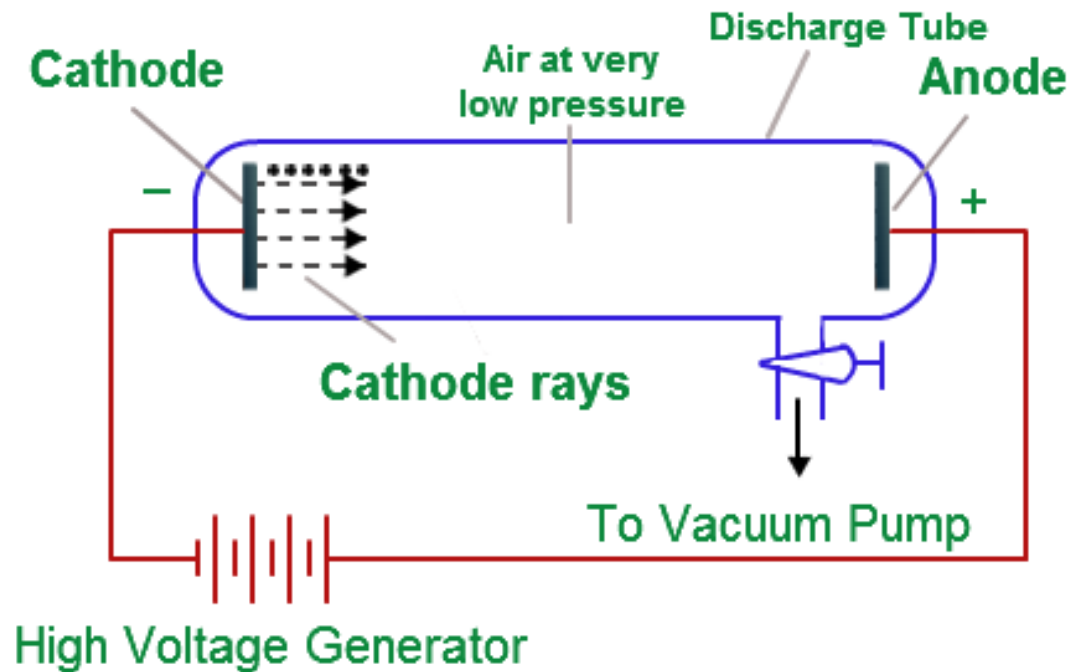 Discharge Tube
Cathode
Air at very
low pressure
Anode
−
+
Cathode rays
To Vacuum Pump
High Voltage Generator